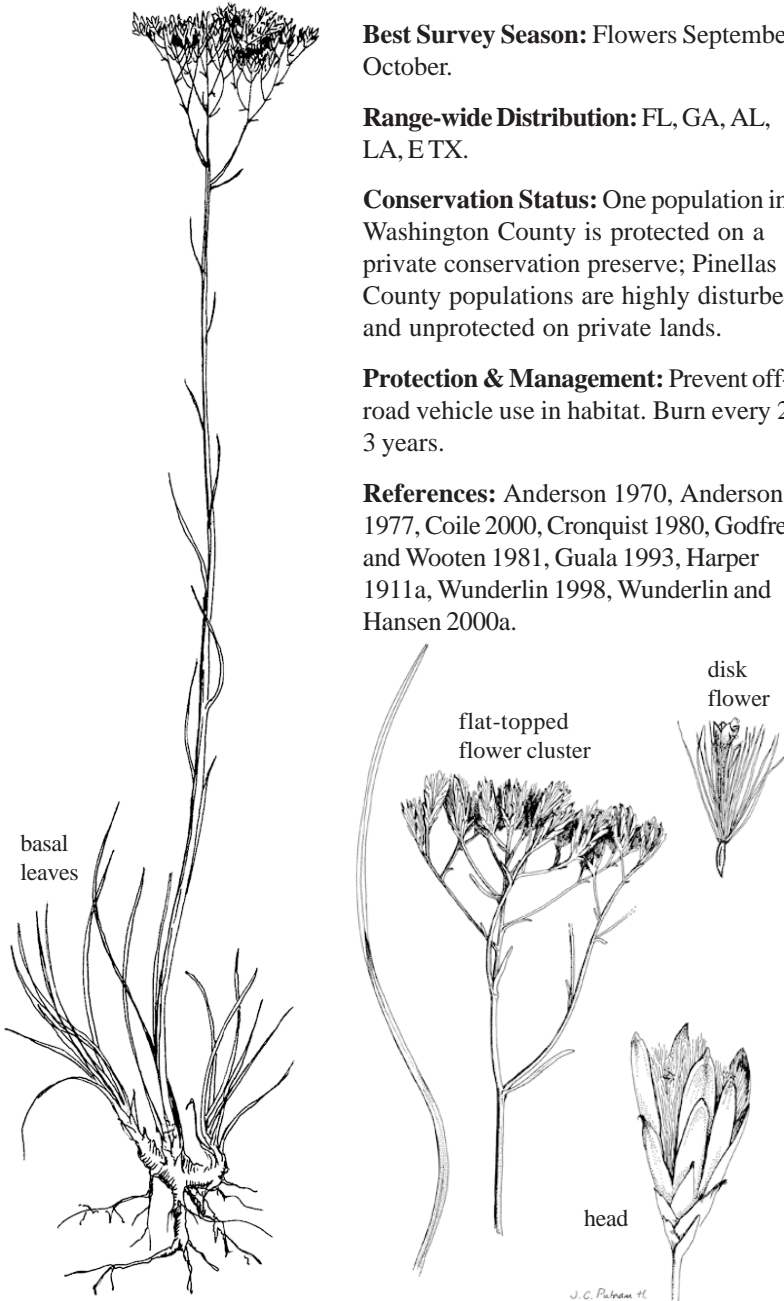 Best Survey Season: Flowers Septembe
October.
Range-wide Distribution: FL, GA, AL,
LA, E TX.
Conservation Status: One population in
Washington County is protected on a
private conservation preserve; Pinellas
County populations are highly disturbe
and unprotected on private lands.
Protection & Management: Prevent off-
road vehicle use in habitat. Burn every 2
3 years.
References: Anderson 1970, Anderson
1977, Coile 2000, Cronquist 1980, Godfre
and Wooten 1981, Guala 1993, Harper
1911a, Wunderlin 1998, Wunderlin and
Hansen 2000a.
disk
flower
flat-topped
flower cluster
basal
leaves
head
J.C. Putnam H.